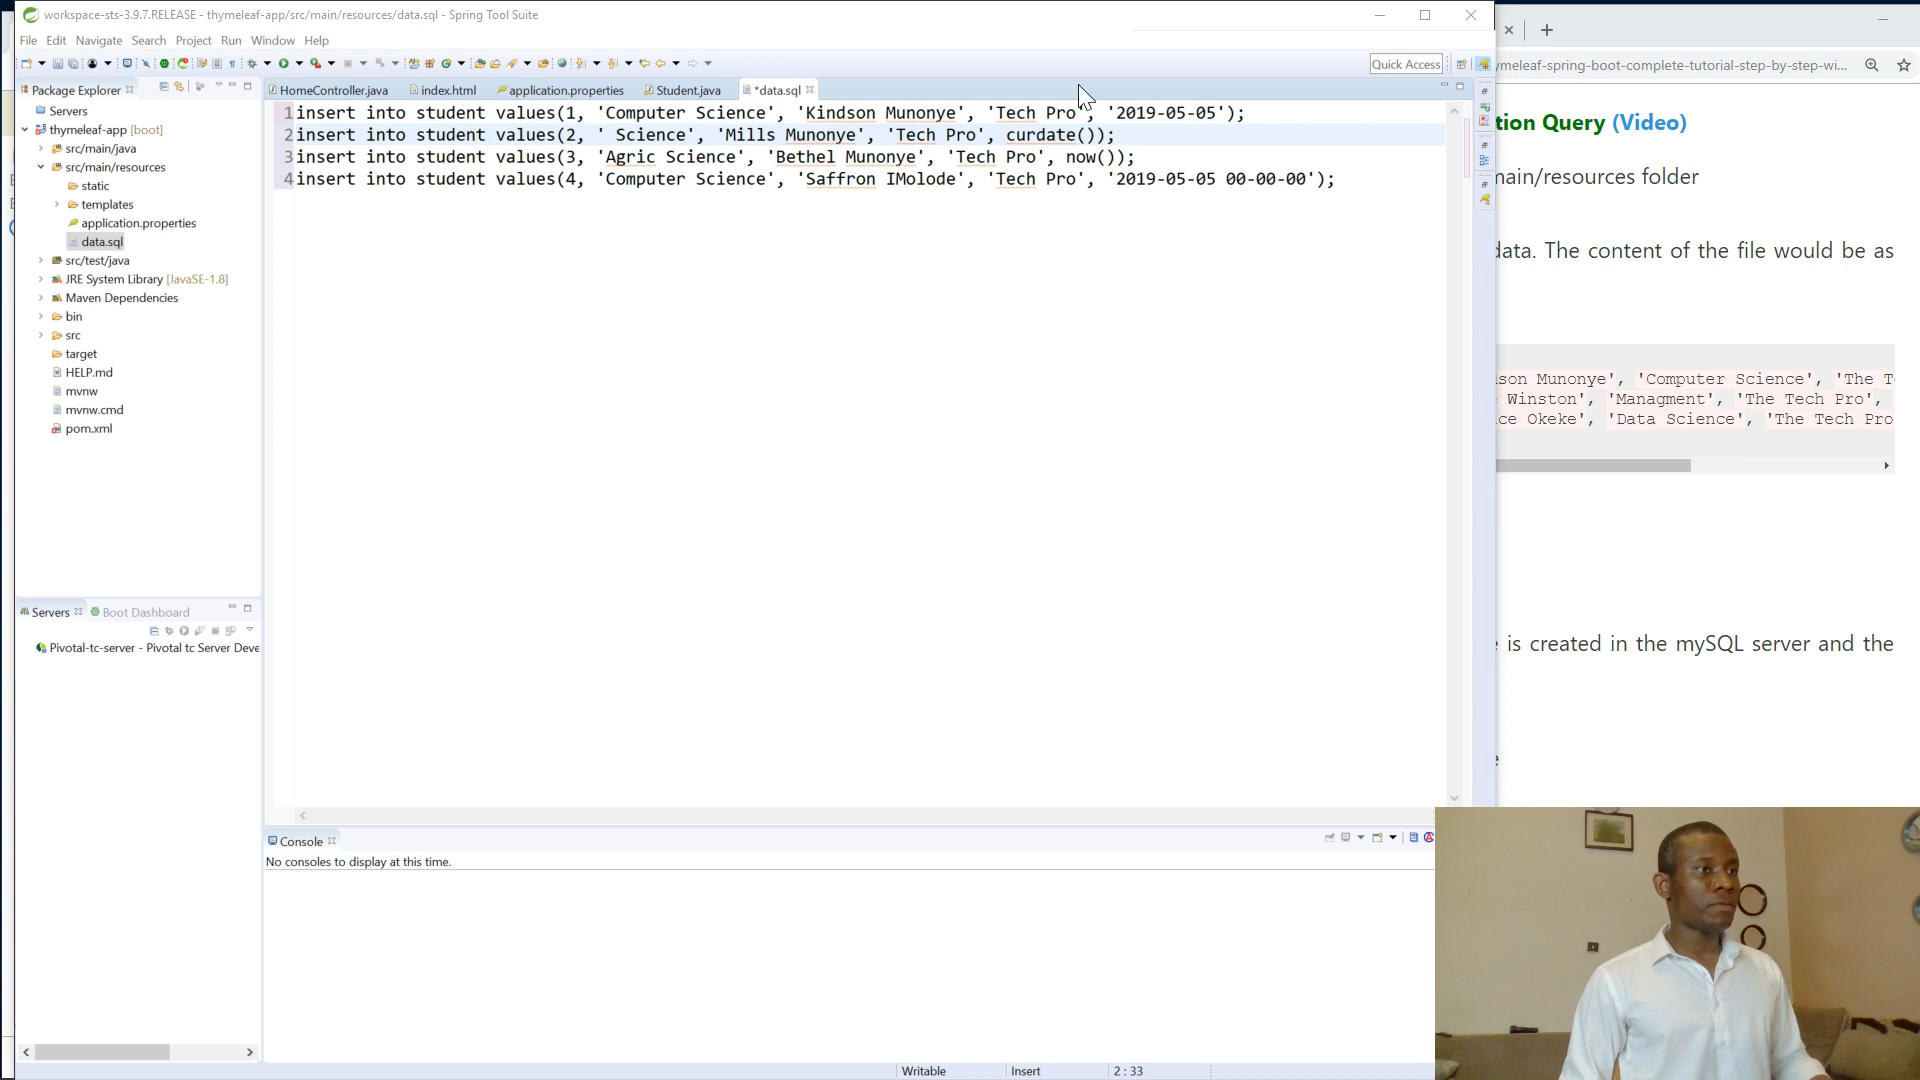 workspace-sts-3.9.7.RELEASE - thymeleaf-app/src/main/resources/data.sql - Spring Tool Suite
File Edit Navigate Search Project Run Window Help
Quick Access
meleaf-spring-boot-complete-tutorial-step-by-step-wi...
Package Explorer
HomeController.java index.html application.properties Student.java *data.sql
Servers
thymeleaf-app [boot]
src/main/java
src/main/resources
static
templates
application.properties
data.sql
src/test/java
JRE System Library [JavaSE-1.8]
Maven Dependencies
bin
src
target
HELP.md
mvnw
mvnw.cmd
pom.xml
1 insert into student values(1, 'Computer Science', 'Kindson Munonye', 'Tech Pro', '2019-05-05');
2 insert into student values(2, ' Science', 'Mills Munonye', 'Tech Pro', curdate());
3 insert into student values(3, 'Agric Science', 'Bethel Munonye', 'Tech Pro', now());
4 insert into student values(4, 'Computer Science', 'Saffron IMolode', 'Tech Pro', '2019-05-05 00-00-00');
tion Query (Video)
main/resources folder
data. The content of the file would be as
son Munonye', 'Computer Science', 'The T
Winston', 'Managment', 'The Tech Pro',
ce Okeke', 'Data Science', 'The Tech Pro
is created in the mySQL server and the
Servers Boot Dashboard
Pivotal-tc-server - Pivotal tc Server Deve
Console
No consoles to display at this time.
Writable Insert 2 : 33